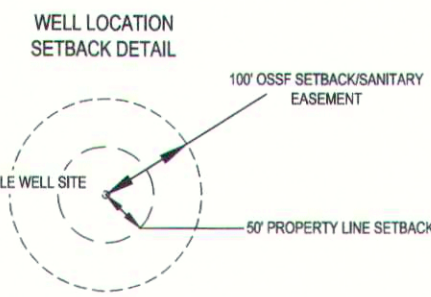 WELL LOCATION
SETBACK DETAIL
100' OSSF SETBACK/SANITARY
EASEMENT
LE WELL SITE
50' PROPERTY LINE SETBACK